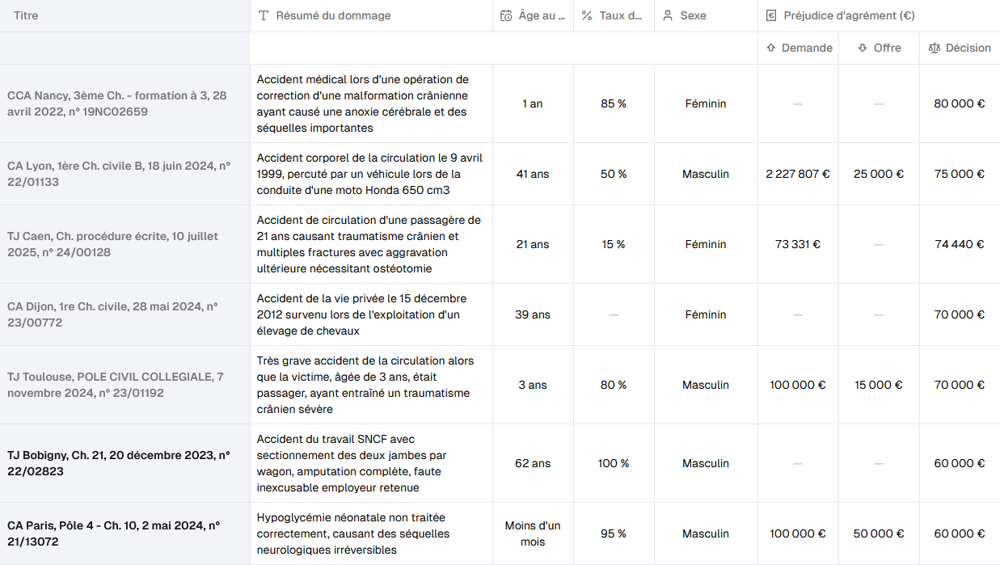 Titre
Résumé du dommage
Âge au ...
% Taux d...
Sexe
Préjudice d'agrément (€)
Demande
Offre
Décision
CCA Nancy, 3ème Ch. - formation à 3, 28
avril 2022, n° 19NC02659
Accident médical lors d'une opération de
correction d'une malformation crânienne
ayant causé une anoxie cérébrale et des
séquelles importantes
1 an
85 %
Féminin
—
—
80 000 €
CA Lyon, 1ère Ch. civile B, 18 juin 2024, n°
22/01133
Accident corporel de la circulation le 9 avril
1999, percuté par un véhicule lors de la
conduite d'une moto Honda 650 cm3
41 ans
50 %
Masculin
2 227 807 €
25 000 €
75 000 €
TJ Caen, Ch. procédure écrite, 10 juillet
2025, n° 24/00128
Accident de circulation d'une passagère de
21 ans causant traumatisme crânien et
multiples fractures avec aggravation
ultérieure nécessitant ostéotomie
21 ans
15 %
Féminin
73 331 €
—
74 440 €
CA Dijon, 1re Ch. civile, 28 mai 2024, n°
23/00772
Accident de la vie privée le 15 décembre
2012 survenu lors de l'exploitation d'un
élevage de chevaux
39 ans
—
Féminin
—
—
70 000 €
TJ Toulouse, POLE CIVIL COLLEGIALE, 7
novembre 2024, n° 23/01192
Très grave accident de la circulation alors
que la victime, âgée de 3 ans, était
passager, ayant entraîné un traumatisme
crânien sévère
3 ans
80 %
Masculin
100 000 €
15 000 €
70 000 €
TJ Bobigny, Ch. 21, 20 décembre 2023, n°
22/02823
Accident du travail SNCF avec
sectionnement des deux jambes par
wagon, amputation complète, faute
inexcusable employeur retenue
62 ans
100 %
Masculin
—
—
60 000 €
CA Paris, Pôle 4 - Ch. 10, 2 mai 2024, n°
21/13072
Hypoglycémie néonatale non traitée
correctement, causant des séquelles
neurologiques irréversibles
Moins d'un
mois
95 %
Masculin
100 000 €
50 000 €
60 000 €